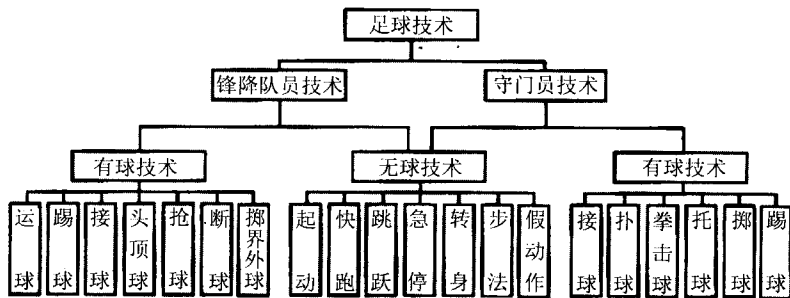 足球技术
锋降队员技术
守门员技术
有球技术
无球技术
有球技术
运球
踢球
接球
头顶球
抢球
断球
掷界外球
起动
快跑
跳跃
急停
转身
步法
假动作
接球
扑球
拳击球
托球
掷球
踢球